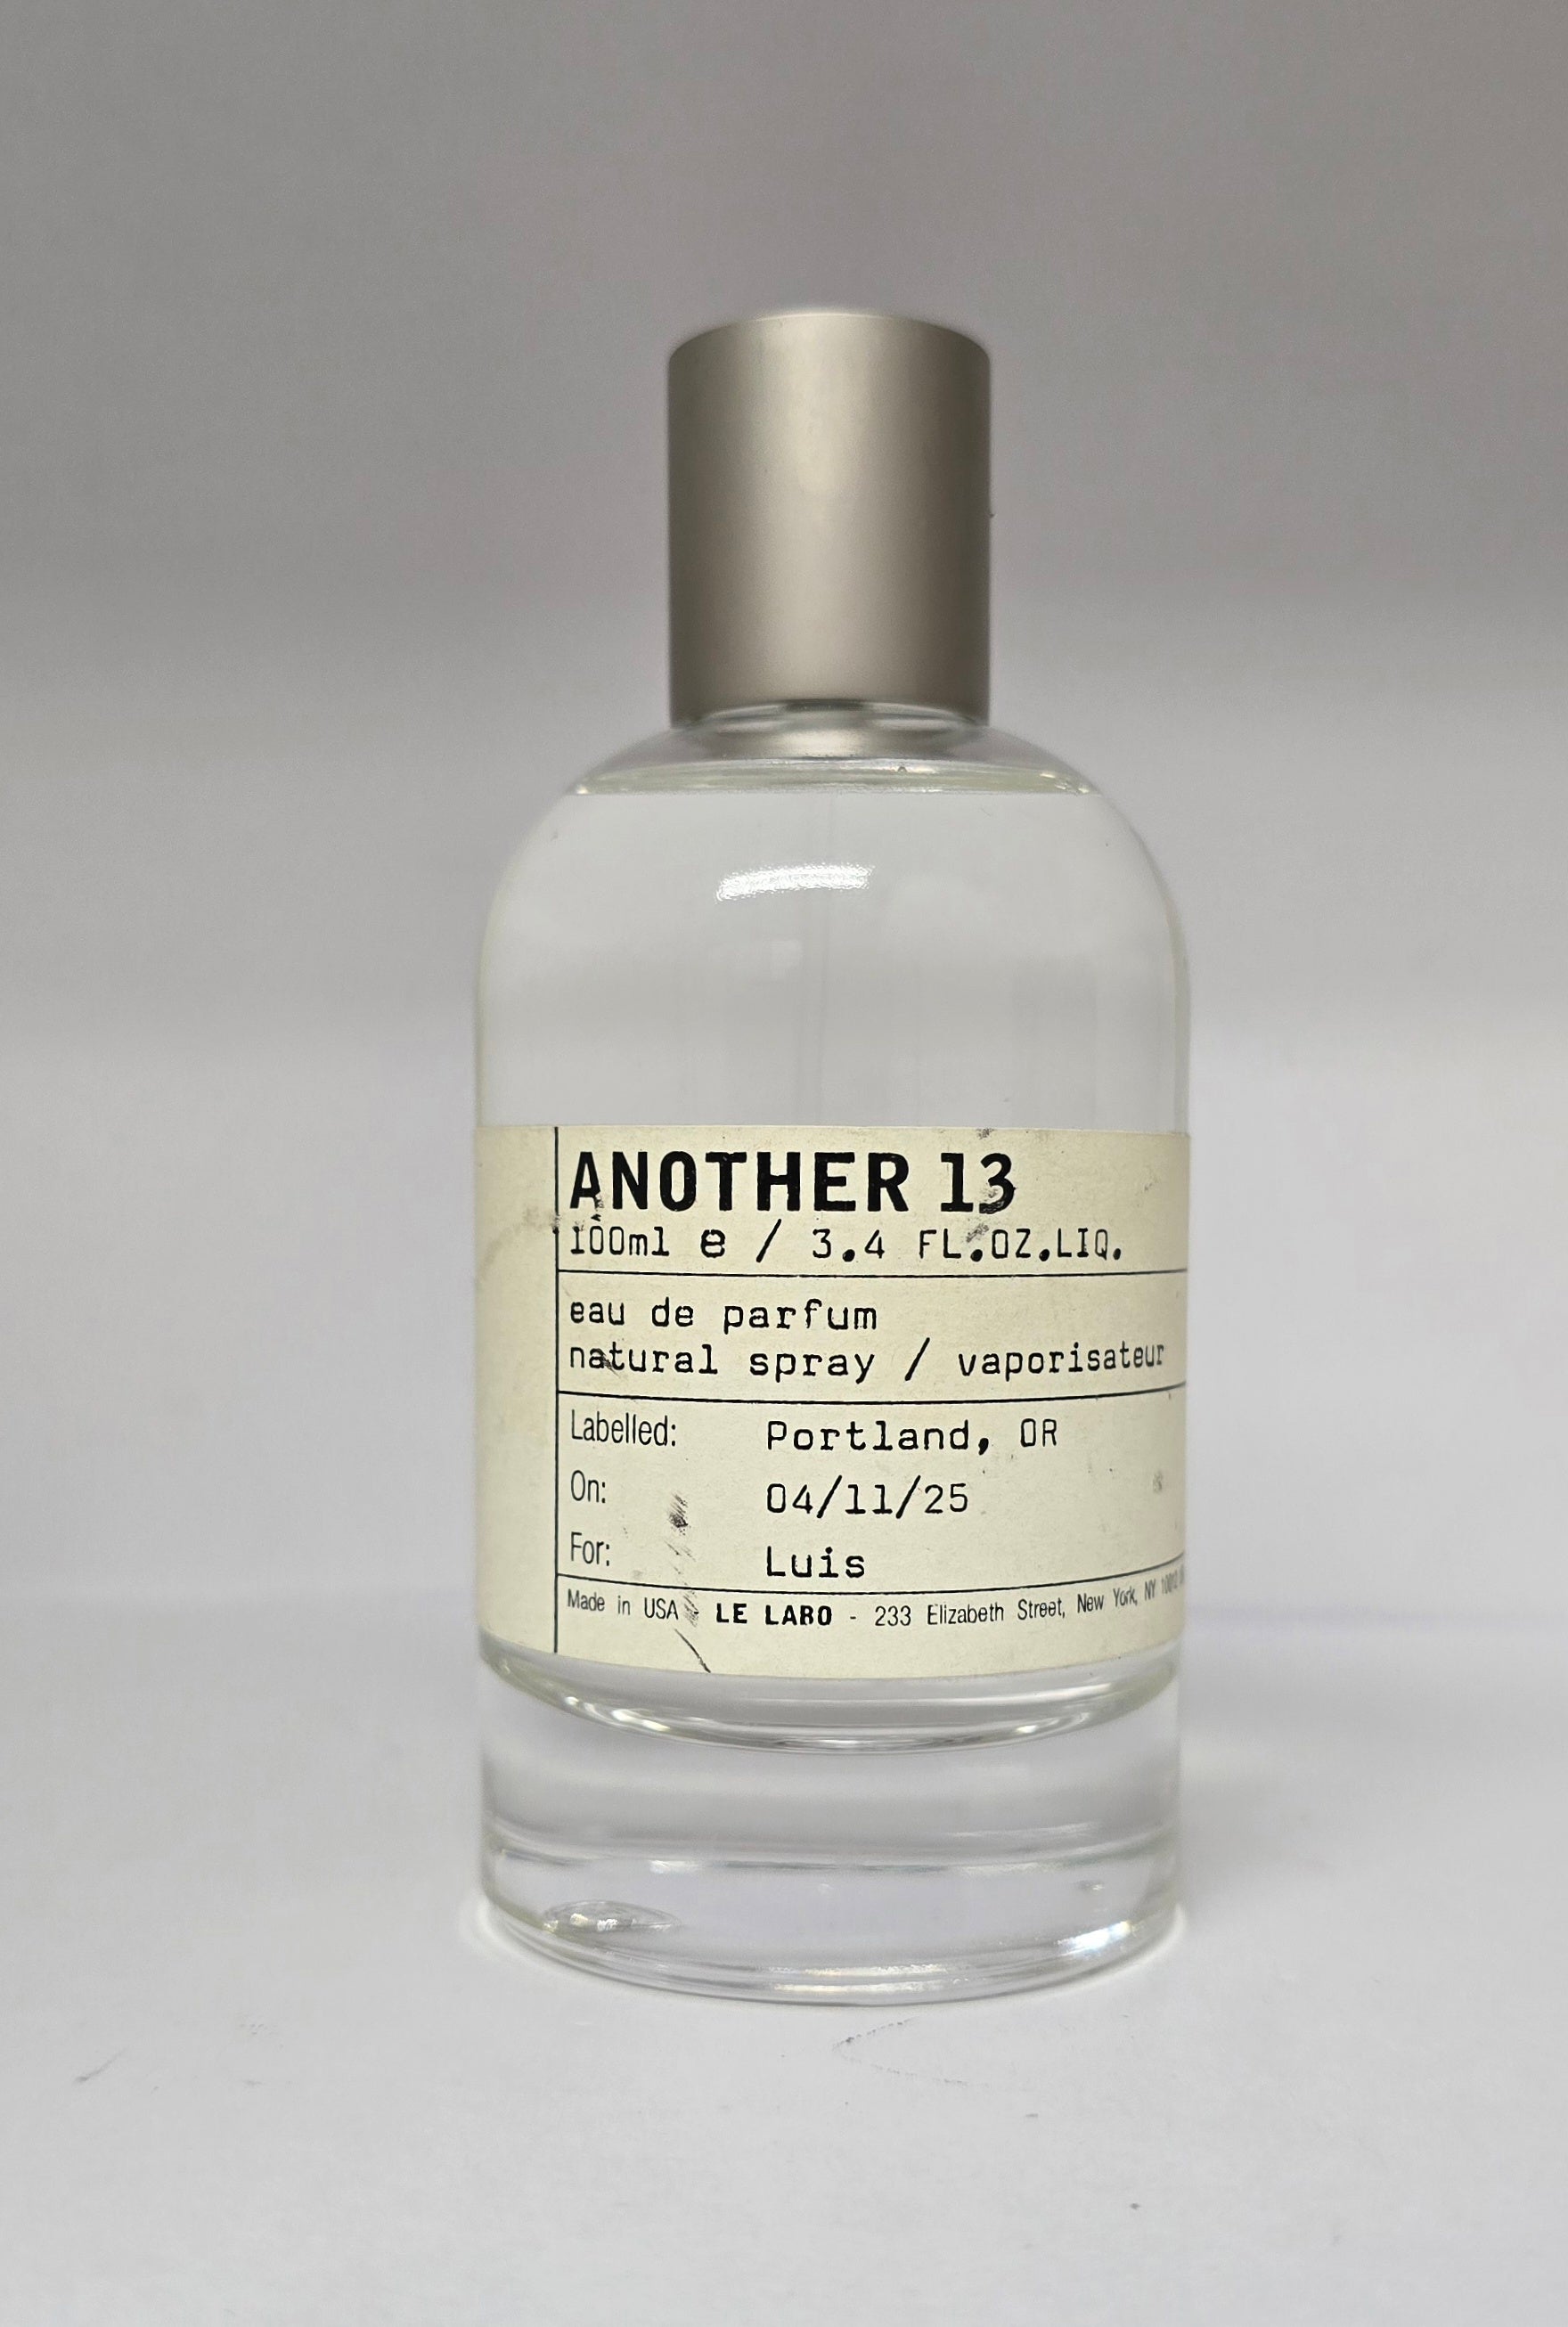 ANOTHER 13
100ml e / 3.4 FL.OZ.LIQ.
eau de parfum
natural spray / vaporisateur
Labelled: Portland, OR
On: 04/11/25
For: Luis
Made in USA - LE LABO - 233 Elizabeth Street, New York, NY 10012